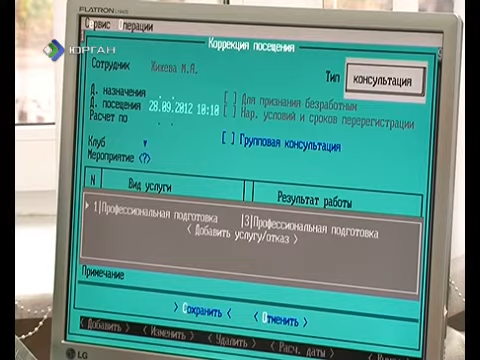 FLATRON
Сервис Операции
ЮРГАН
Коррекция посещения
Сотрудник Хижева М.А.
Тип консультация
Д. назначения . .
Д. посещения 28.09.2012 10:10
Расчет по . .
[ ] Для признания безработным
[ ] Нар. условий и сроков перерегистрации
Клуб ▼
[ ] Групповая консультация
Мероприятие <?>
N Вид услуги Результат работы
1|Профессиональная подготовка |3|Профессиональная подготовка
< Добавить услугу/отказ >
Примечание
> Сохранить < < Отменить >
< Добавить > < Изменить > < Удалить > < Расч. даты >
LG